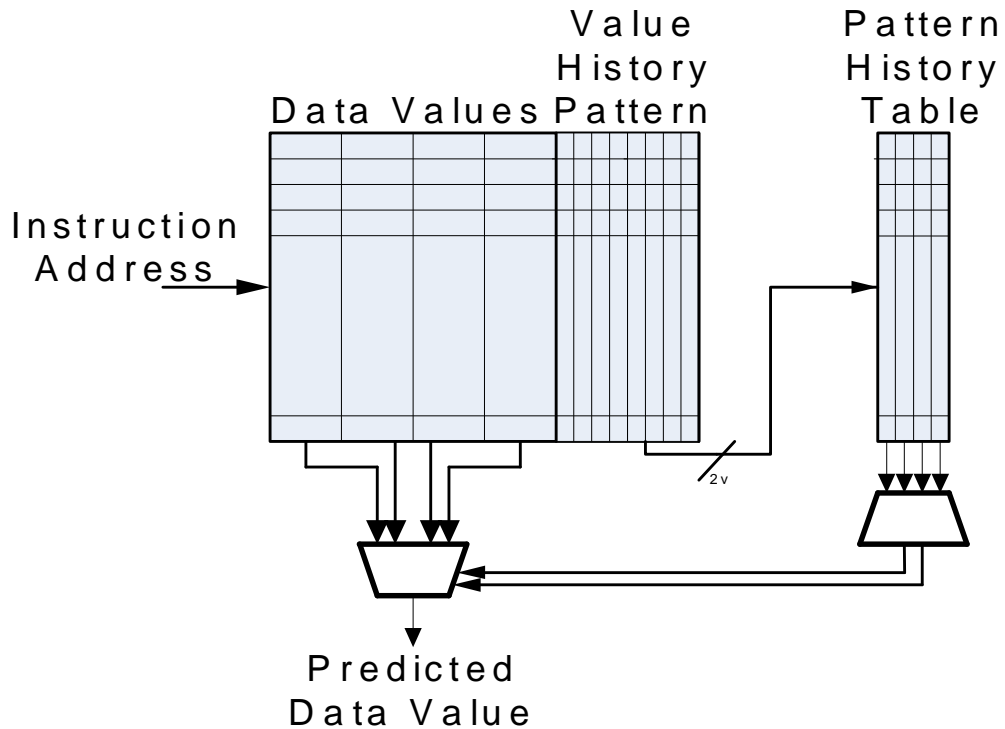 Value
History
Pattern
Pattern
History
Table
Data Values
Instruction
Address
2v
Predicted
Data Value